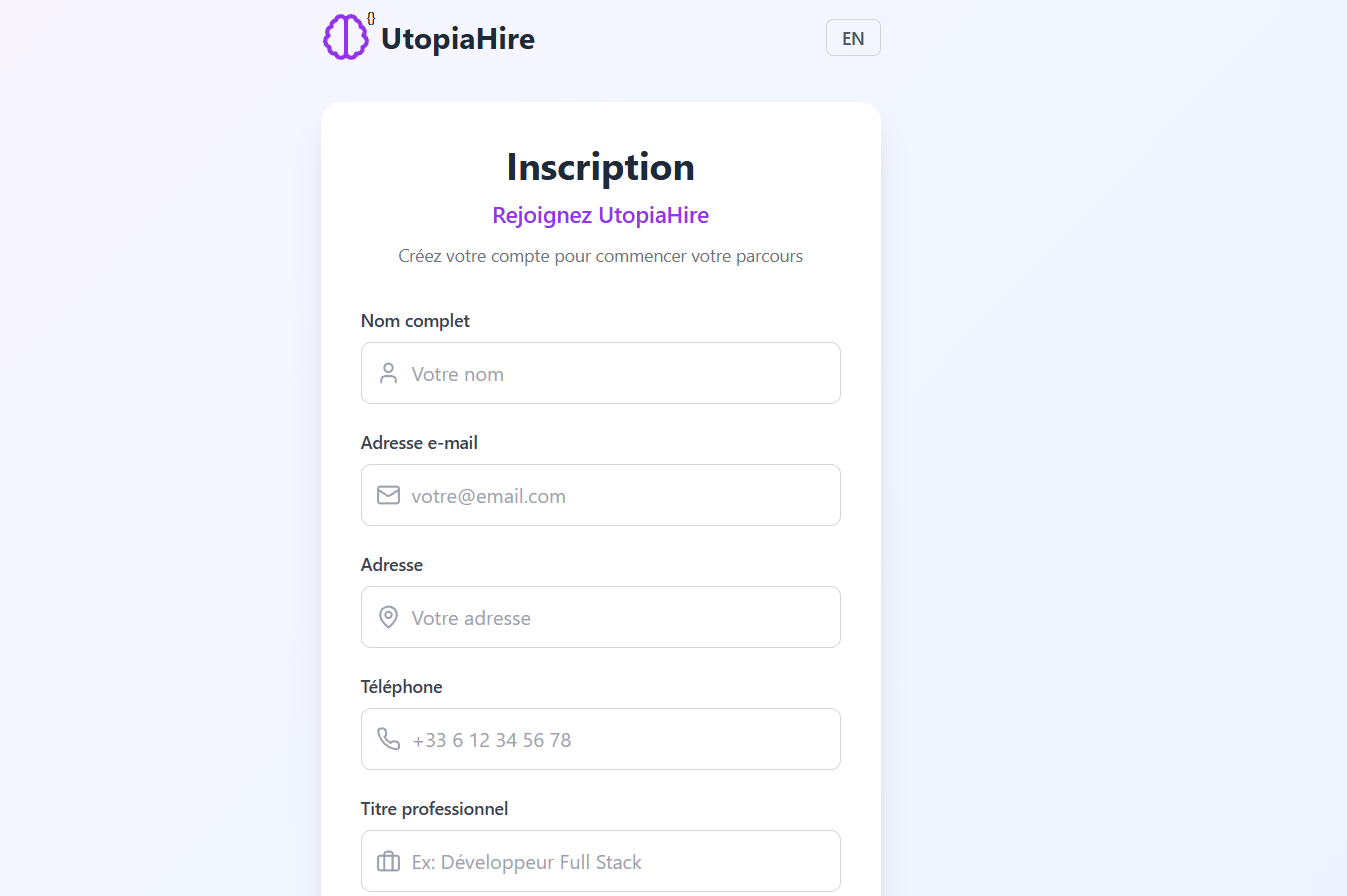 {}
UtopiaHire
EN
Inscription
Rejoignez UtopiaHire
Créez votre compte pour commencer votre parcours
Nom complet
Votre nom
Adresse e-mail
votre@email.com
Adresse
Votre adresse
Téléphone
+33 6 12 34 56 78
Titre professionnel
Ex: Développeur Full Stack